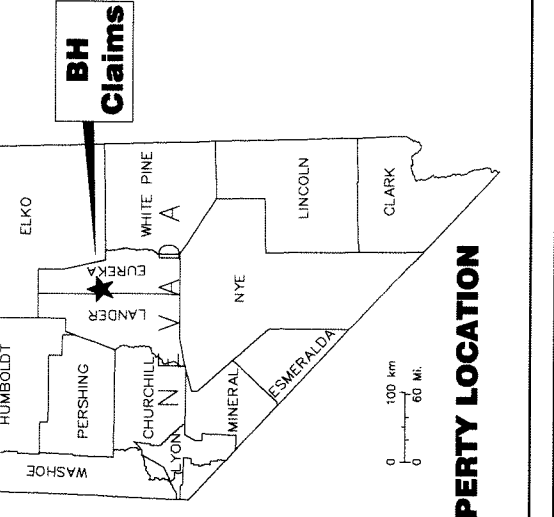 BH
Claims
HUMBOLDT
ELKO
PERSHING
WASHOE
LANDER
EUREKA
WHITE PINE
CHURCHILL
NEVADA
LYON
MINERAL
NYE
ESMERALDA
LINCOLN
CLARK
0 100 km
0 60 Mi.
PERTY LOCATION